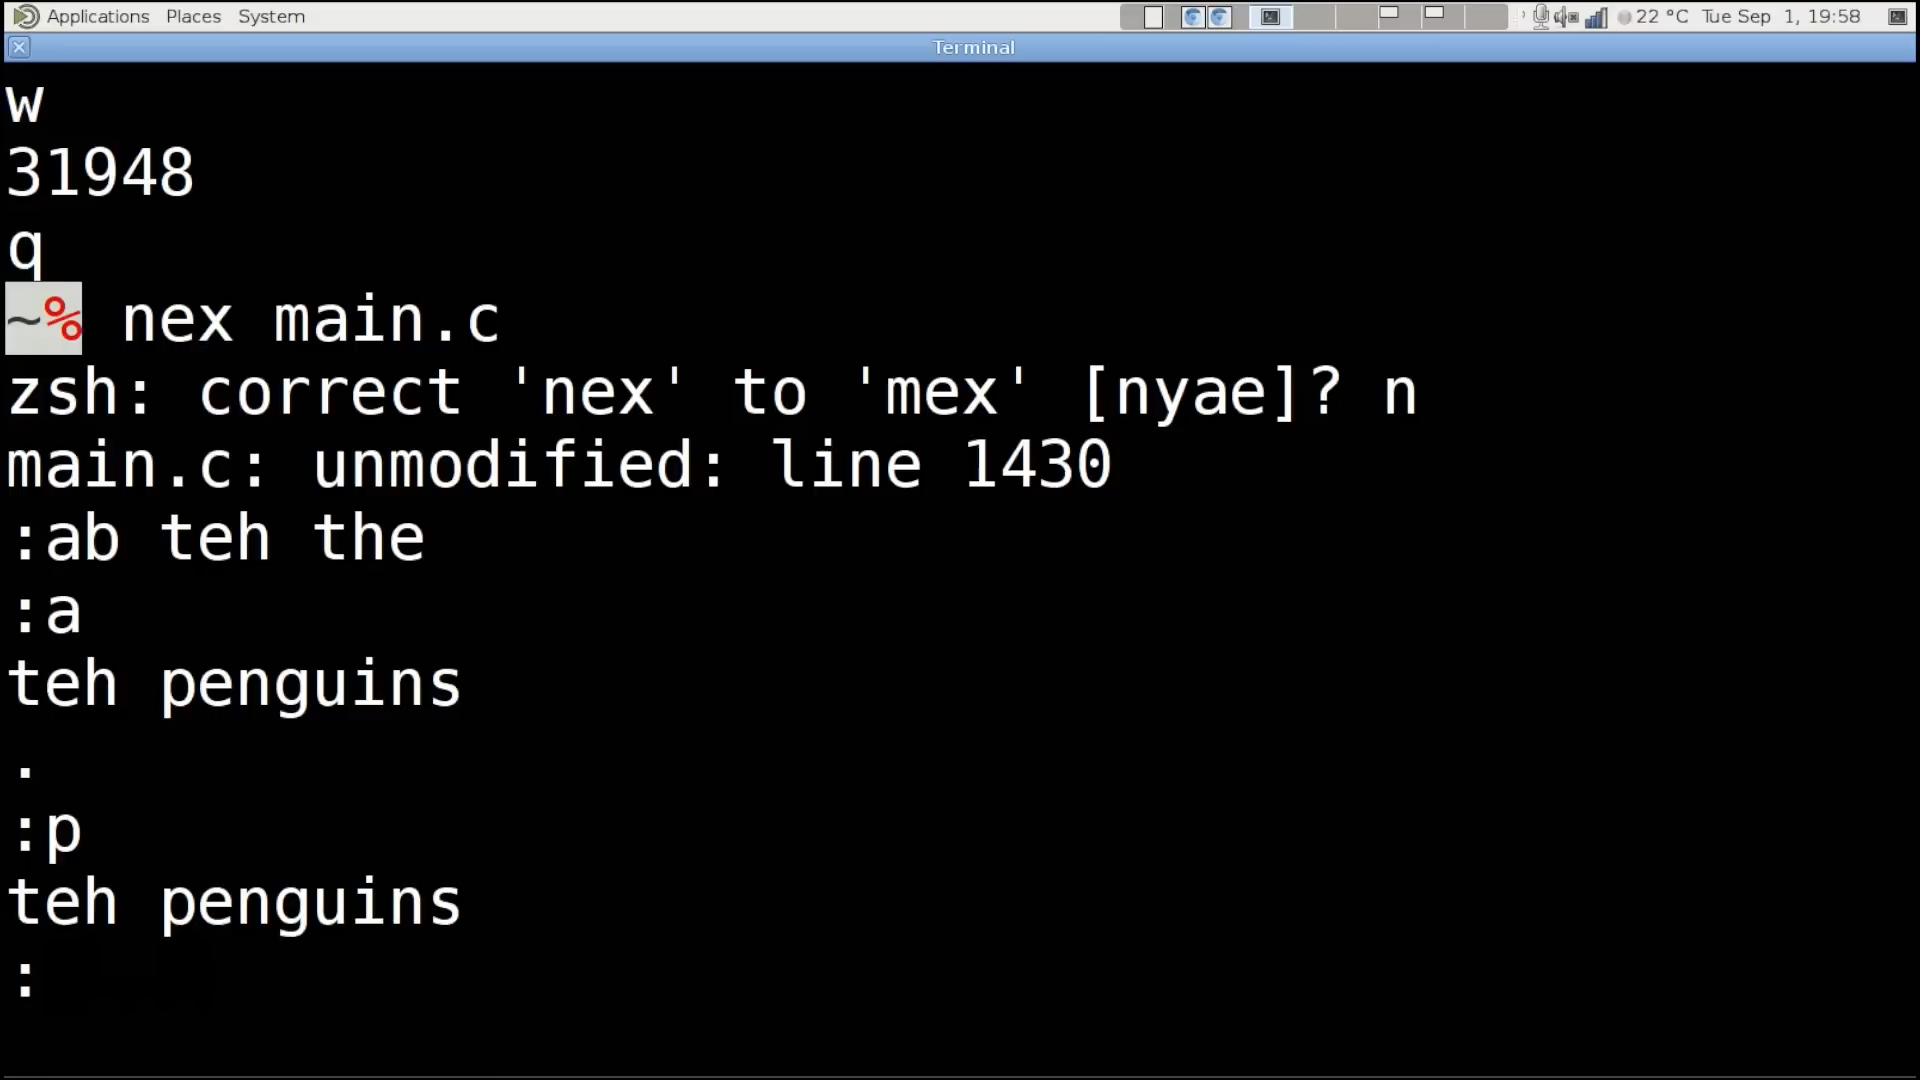 Applications Places System 22 °C Tue Sep 1, 19:58
Terminal
w
31948
q
~% nex main.c
zsh: correct 'nex' to 'mex' [nyae]? n
main.c: unmodified: line 1430
:ab teh the
:a
teh penguins
.
:p
teh penguins
: